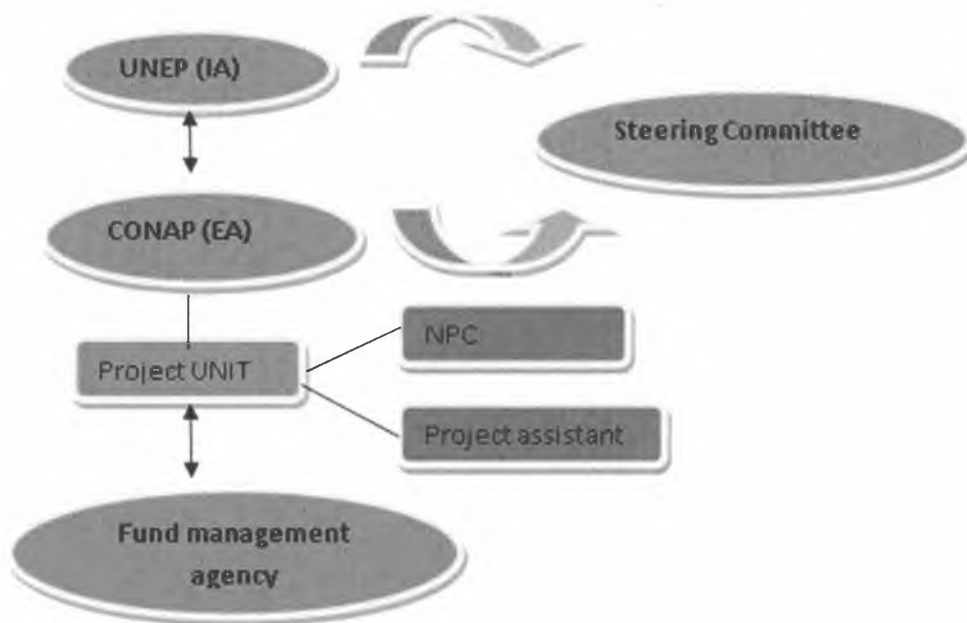 UNEP (IA)
Steering Committee
CONAP (EA)
NPC
Project UNIT
Project assistant
Fund management
agency